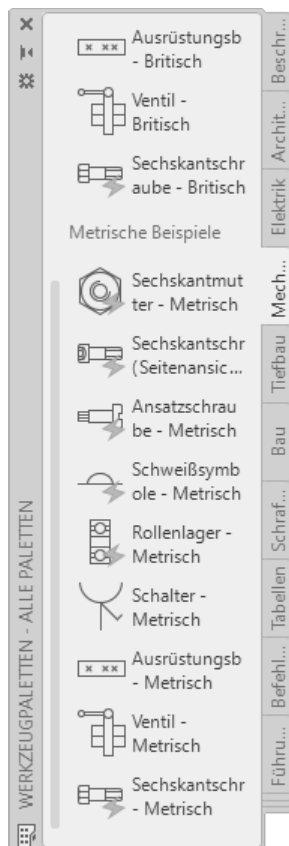 Ausrüstungsb
- Britisch
Ventil -
Britisch
Sechskantschr
aube - Britisch
Metrische Beispiele
Sechskantmut
ter - Metrisch
Sechskantschr
(Seitenansic...
Ansatzschrau
be - Metrisch
Schweißsymb
ole - Metrisch
Rollenlager -
Metrisch
Schalter -
Metrisch
Ausrüstungsb
- Metrisch
Ventil -
Metrisch
Sechskantschr
- Metrisch
Beschr...
Archit...
Elektrik
Mech...
Tiefbau
Bau
Schraf...
Tabellen
Befehl...
Führu...
WERKZEUGPALETTEN - ALLE PALETTEN